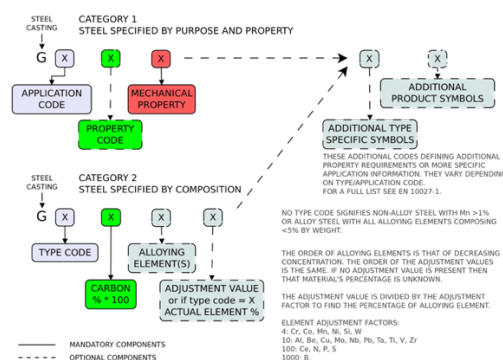 STEEL
CASTING
CATEGORY 1
STEEL SPECIFIED BY PURPOSE AND PROPERTY
G X X X X X
APPLICATION
CODE
MECHANICAL
PROPERTY
PROPERTY
CODE
ADDITIONAL
PRODUCT SYMBOLS
ADDITIONAL TYPE
SPECIFIC SYMBOLS
THESE ADDITIONAL CODES DEFINING ADDITIONAL
PROPERTY REQUIREMENTS OR MORE SPECIFIC
APPLICATION INFORMATION. THEY VARY DEPENDING
ON TYPE/APPLICATION CODE.
FOR A FULL LIST SEE EN 10027-1.
STEEL
CASTING
CATEGORY 2
STEEL SPECIFIED BY COMPOSITION
G X X X X
TYPE CODE
ALLOYING
ELEMENT(S)
CARBON
% * 100
ADJUSTMENT VALUE
or if type code = X
ACTUAL ELEMENT %
NO TYPE CODE SIGNIFIES NON-ALLOY STEEL WITH Mn >1%
OR ALLOY STEEL WITH ALL ALLOYING ELEMENTS COMPOSING
<5% BY WEIGHT.
THE ORDER OF ALLOYING ELEMENTS IS THAT OF DECREASING
CONCENTRATION. THE ORDER OF THE ADJUSTMENT VALUES
IS THE SAME. IF NO ADJUSTMENT VALUE IS PRESENT THEN
THAT MATERIAL'S PERCENTAGE IS UNKNOWN.
THE ADJUSTMENT VALUE IS DIVIDED BY THE ADJUSTMENT
FACTOR TO FIND THE PERCENTAGE OF ALLOYING ELEMENT.
ELEMENT ADJUSTMENT FACTORS:
4: Cr, Co, Mn, Ni, Si, W
10: Al, Be, Cu, Mo, Nb, Pb, Ta, Ti, V, Zr
100: Ce, N, P, S
1000: B.
MANDATORY COMPONENTS
OPTIONAL COMPONENTS